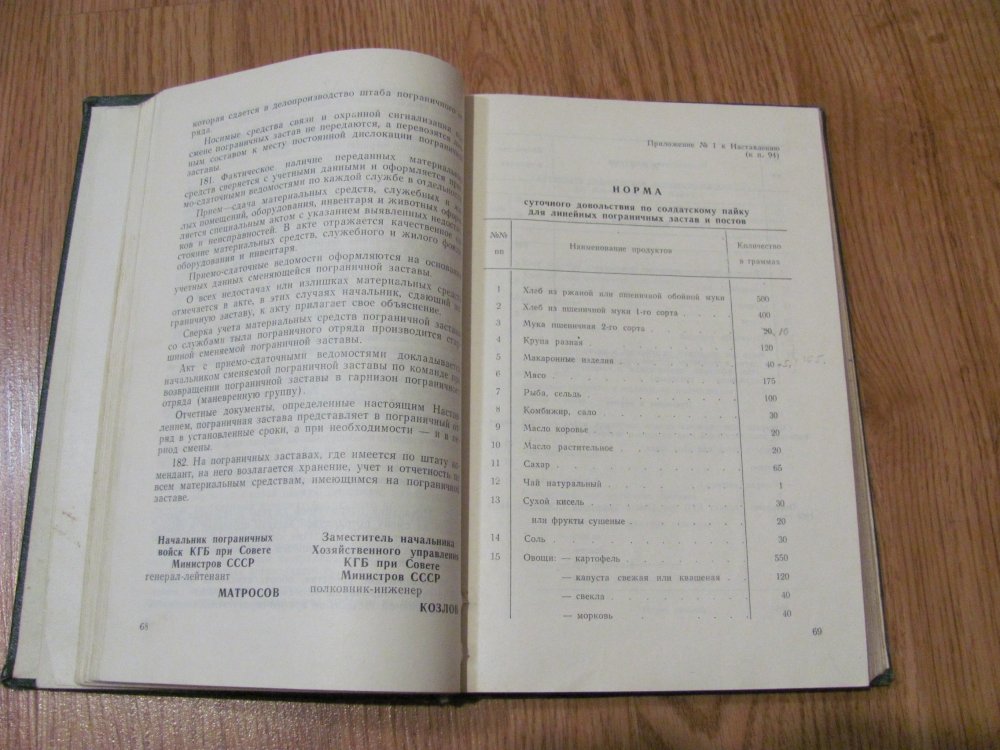 которая сдается в делопроизводство штаба пограничного
ряда.
Носимые средства связи и охранной сигнализации
смене пограничных застав не передаются, а перевозятся
ным составом к месту постоянной дислокации пограничной
заставы.
181. Фактическое наличие переданных материальных
средств сверяется с учетными данными и оформляется
мо-сдаточными ведомостями по каждой службе в отдельности.
Прием—сдача материальных средств, служебных и
лых помещений, оборудования, инвентаря и животных
ляется специальным актом с указанием выявленных
ков и неисправностей. В акте отражается качественное
стояние материальных средств, служебного и жилого
оборудования и инвентаря.
Приемо-сдаточные ведомости оформляются на основании
учетных данных сменяющейся пограничной заставы.
О всех недостачах или излишках материальных средств
отмечается в акте, в этих случаях начальник, сдающий
граничную заставу, к акту прилагает свое объяснение.
Сверка учета материальных средств пограничной заставы
со службами тыла пограничного отряда производится
шиной сменяемой пограничной заставы.
Акт с приемо-сдаточными ведомостями докладывается
начальником сменяемой пограничной заставы по команде
возвращении пограничной заставы в гарнизон пограничного
отряда (маневренную группу).
Отчетные документы, определенные настоящим
лением, пограничная застава представляет в пограничный от
ряд в установленные сроки, а при необходимости — и в
риод смены.
182. На пограничных заставах, где имеется по штату
мендант, на него возлагается хранение, учет и отчетность по
всем материальным средствам, имеющимся на пограничной
заставе.
Начальник пограничных
войск КГБ при Совете
Министров СССР
генерал-лейтенант
МАТРОСОВ
Заместитель начальника
Хозяйственного управления
КГБ при Совете
Министров СССР
полковник-инженер
КОЗЛОВ
68
Приложение № 1 к Наставлению
(к п. 94)
НОРМА
суточного довольствия по солдатскому пайку
для линейных пограничных застав и постов
№№ пп Наименование продуктов Количество в граммах
1 Хлеб из ржаной или пшеничной обойной муки 500
2 Хлеб из пшеничной муки 1-го сорта . . . . 400
3 Мука пшеничная 2-го сорта . . . . . 20 10
4 Крупа разная . . . . . . . . 120
5 Макаронные изделия . . . . . . 40
6 Мясо . . . . . . . . . 175
7 Рыба, сельдь . . . . . . . . 100
8 Комбижир, сало . . . . . . . 30
9 Масло коровье . . . . . . . 20
10 Масло растительное . . . . . . 20
11 Сахар . . . . . . . . . 65
12 Чай натуральный . . . . . . . 1
13 Сухой кисель . . . . . . . . 30
или фрукты сушеные . . . . . . 20
14 Соль . . . . . . . . . 30
15 Овощи: — картофель . . . . . . 550
— капуста свежая или квашеная . . 120
— свекла . . . . . . . 40
— морковь . . . . . . . 40
69